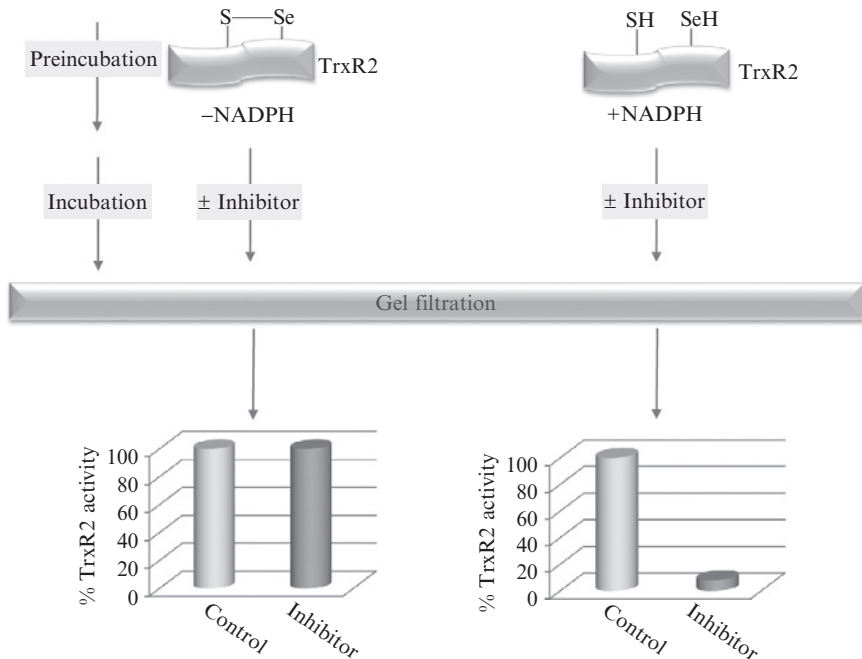 S—Se
SH SeH
Preincubation
TrxR2
TrxR2
−NADPH
+NADPH
Incubation
± Inhibitor
± Inhibitor
Gel filtration
% TrxR2 activity
100
80
60
40
20
0
Control
Inhibitor
% TrxR2 activity
100
80
60
40
20
0
Control
Inhibitor